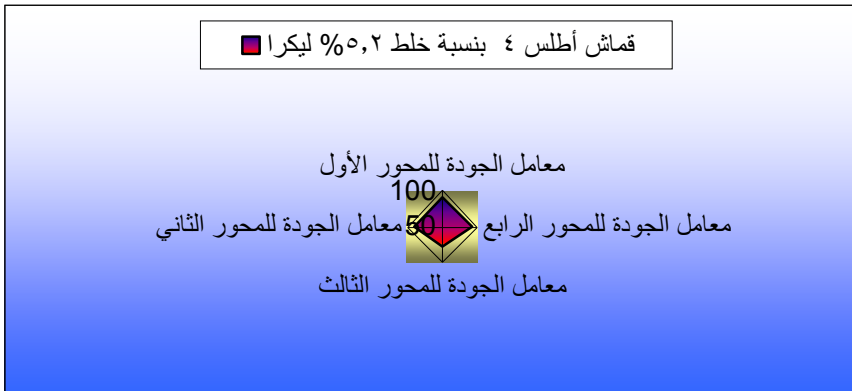 قماش أطلس ٤ بنسبة خلط ٥,٢% ليكرا
معامل الجودة للمحور الأول
100
معامل الجودة للمحور الرابع
50
معامل الجودة للمحور الثاني
معامل الجودة للمحور الثالث